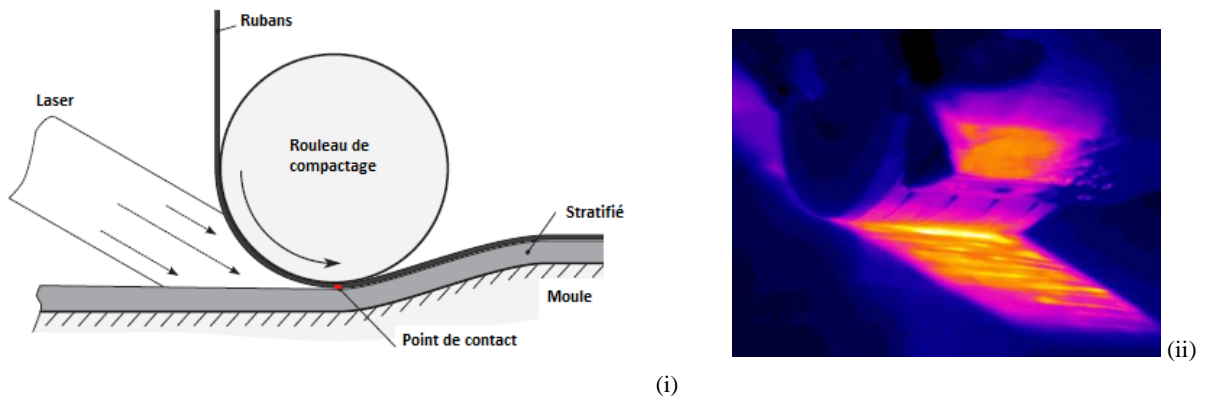 Rubans
Laser
Rouleau de
compactage
Stratifié
Moule
Point de contact
(ii)
(i)